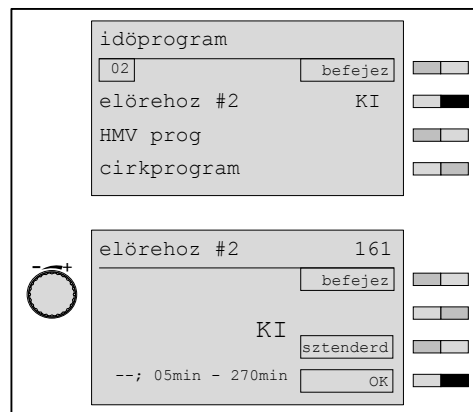 idöprogram
02 befejez
elörehoz #2 KI
HMV prog
cirkprogram
elörehoz #2 161
befejez
- +
KI
sztenderd
--; 05min - 270min OK